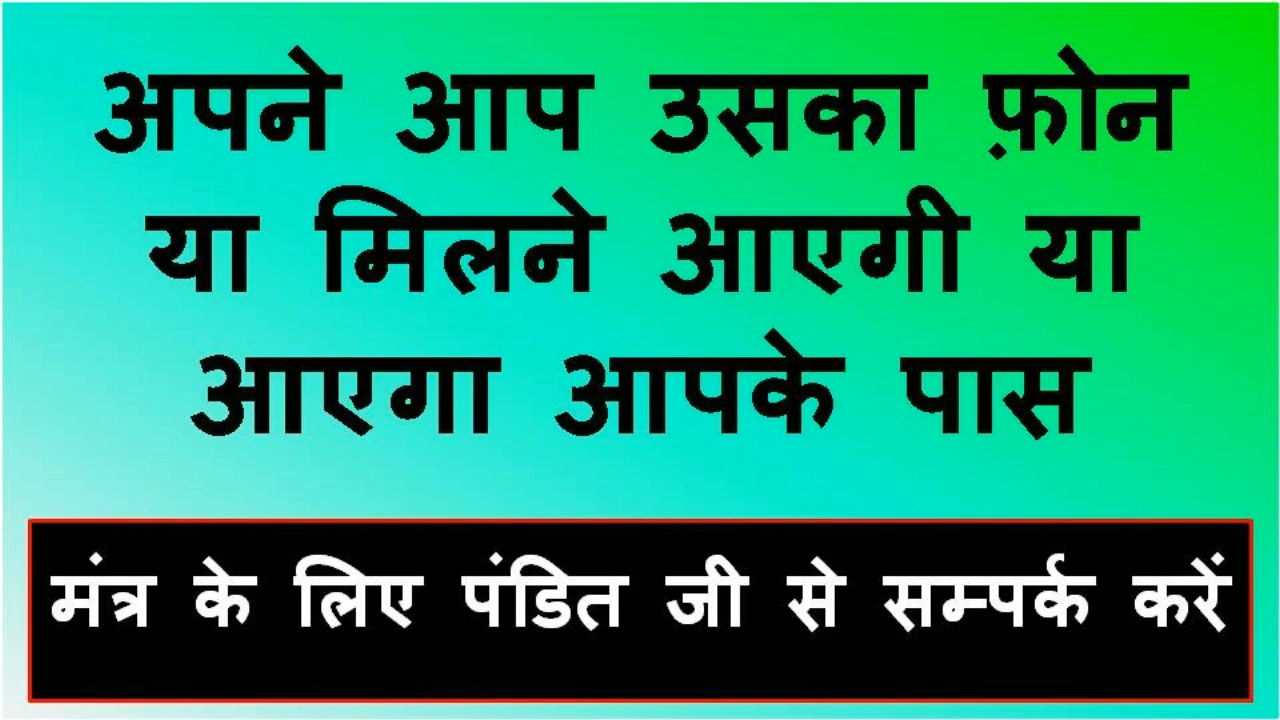 अपने आप उसका फ़ोन
या मिलने आएगी या
आएगा आपके पास
मंत्र के लिए पंडित जी से सम्पर्क करें